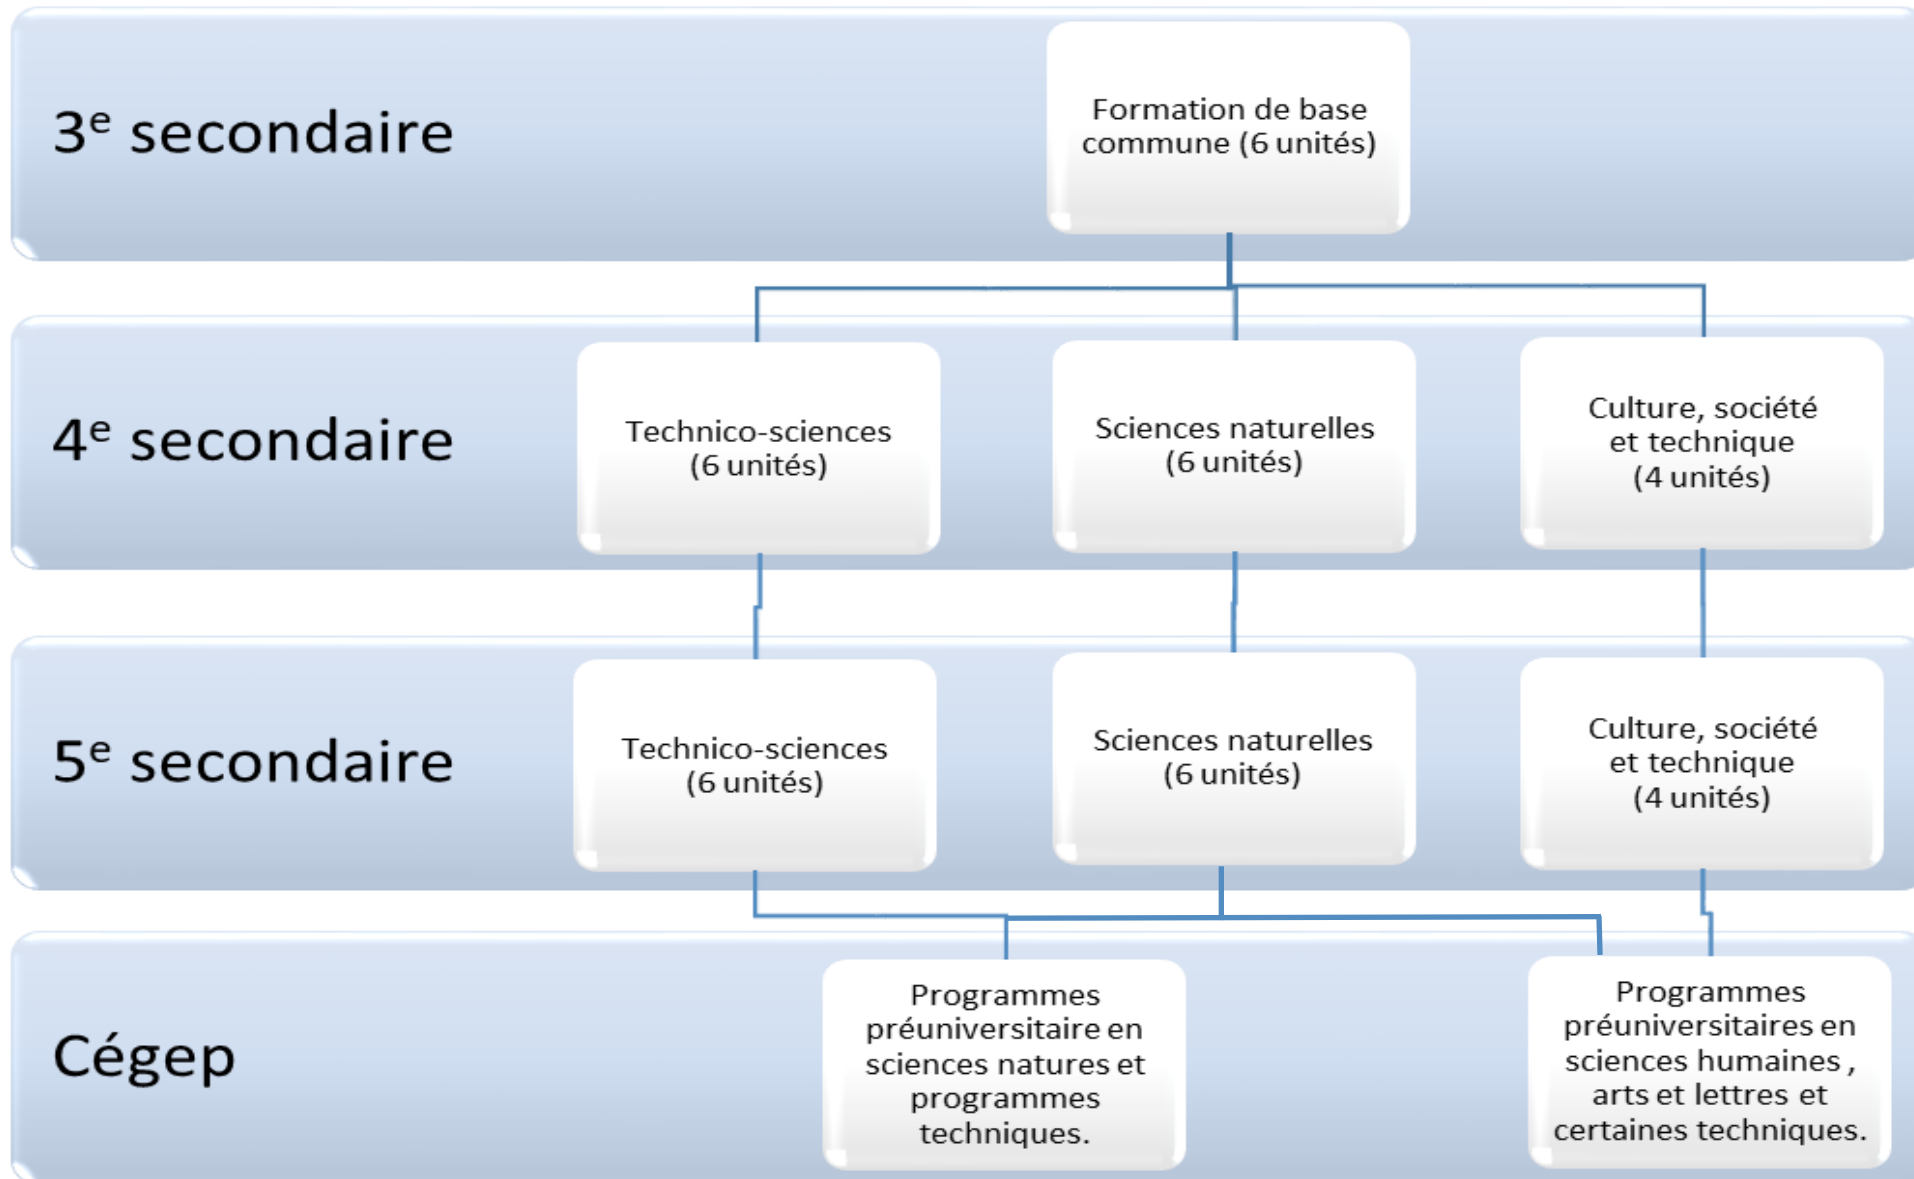 3e secondaire
Formation de base
commune (6 unités)
4e secondaire
Technico-sciences
(6 unités)
Sciences naturelles
(6 unités)
Culture, société
et technique
(4 unités)
5e secondaire
Technico-sciences
(6 unités)
Sciences naturelles
(6 unités)
Culture, société
et technique
(4 unités)
Cégep
Programmes
préuniversitaire en
sciences natures et
programmes
techniques.
Programmes
préuniversitaires en
sciences humaines ,
arts et lettres et
certaines techniques.